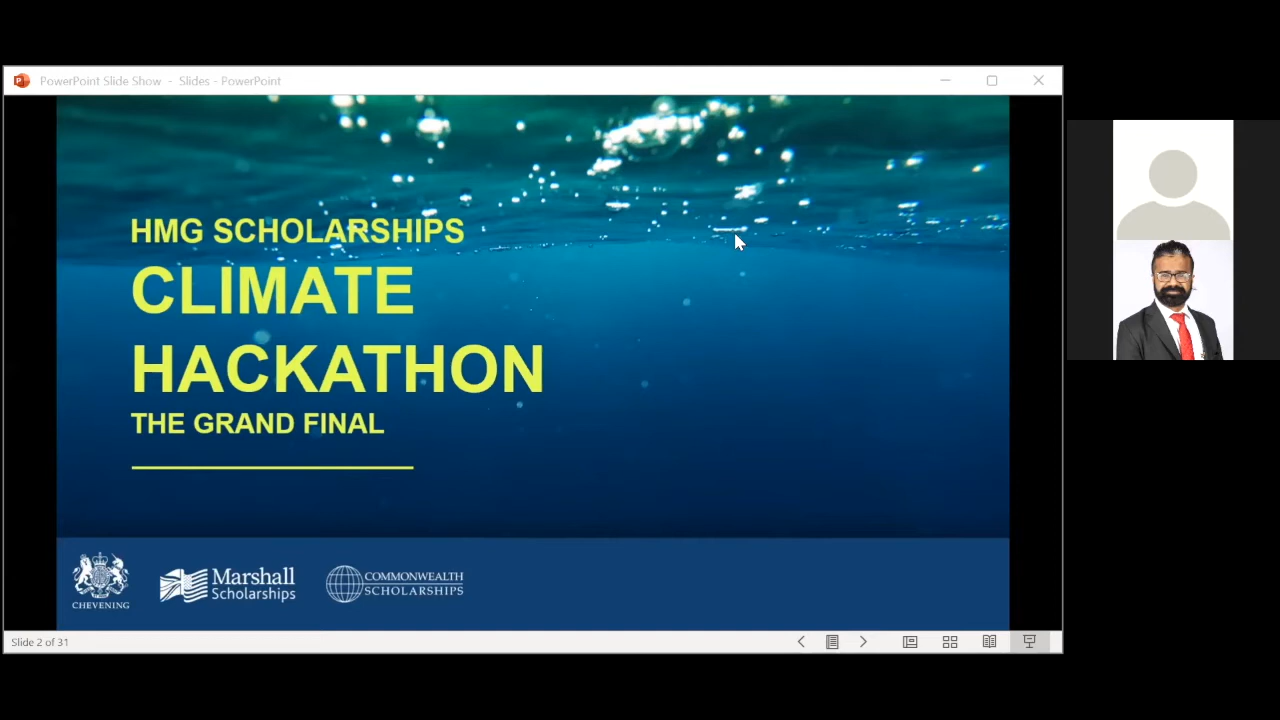 PowerPoint Slide Show - Slides - PowerPoint
HMG SCHOLARSHIPS
CLIMATE
HACKATHON
THE GRAND FINAL
CHEVENING
Marshall
Scholarships
COMMONWEALTH
SCHOLARSHIPS
Slide 2 of 31